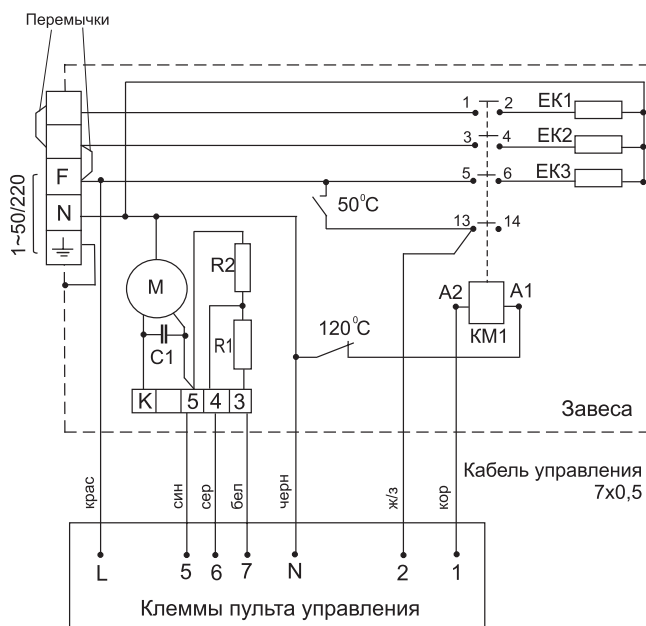 Перемычки
1 2 EK1
3 4 EK2
F 5 6 EK3
1~50/220
N
50°C
13 14
R2
M
A2 A1
120°C
KM1
C1
R1
K 5 4 3
Завеса
Кабель управления
7x0,5
крас
син
сер
бел
черн
ж/з
кор
L 5 6 7 N 2 1
Клеммы пульта управления